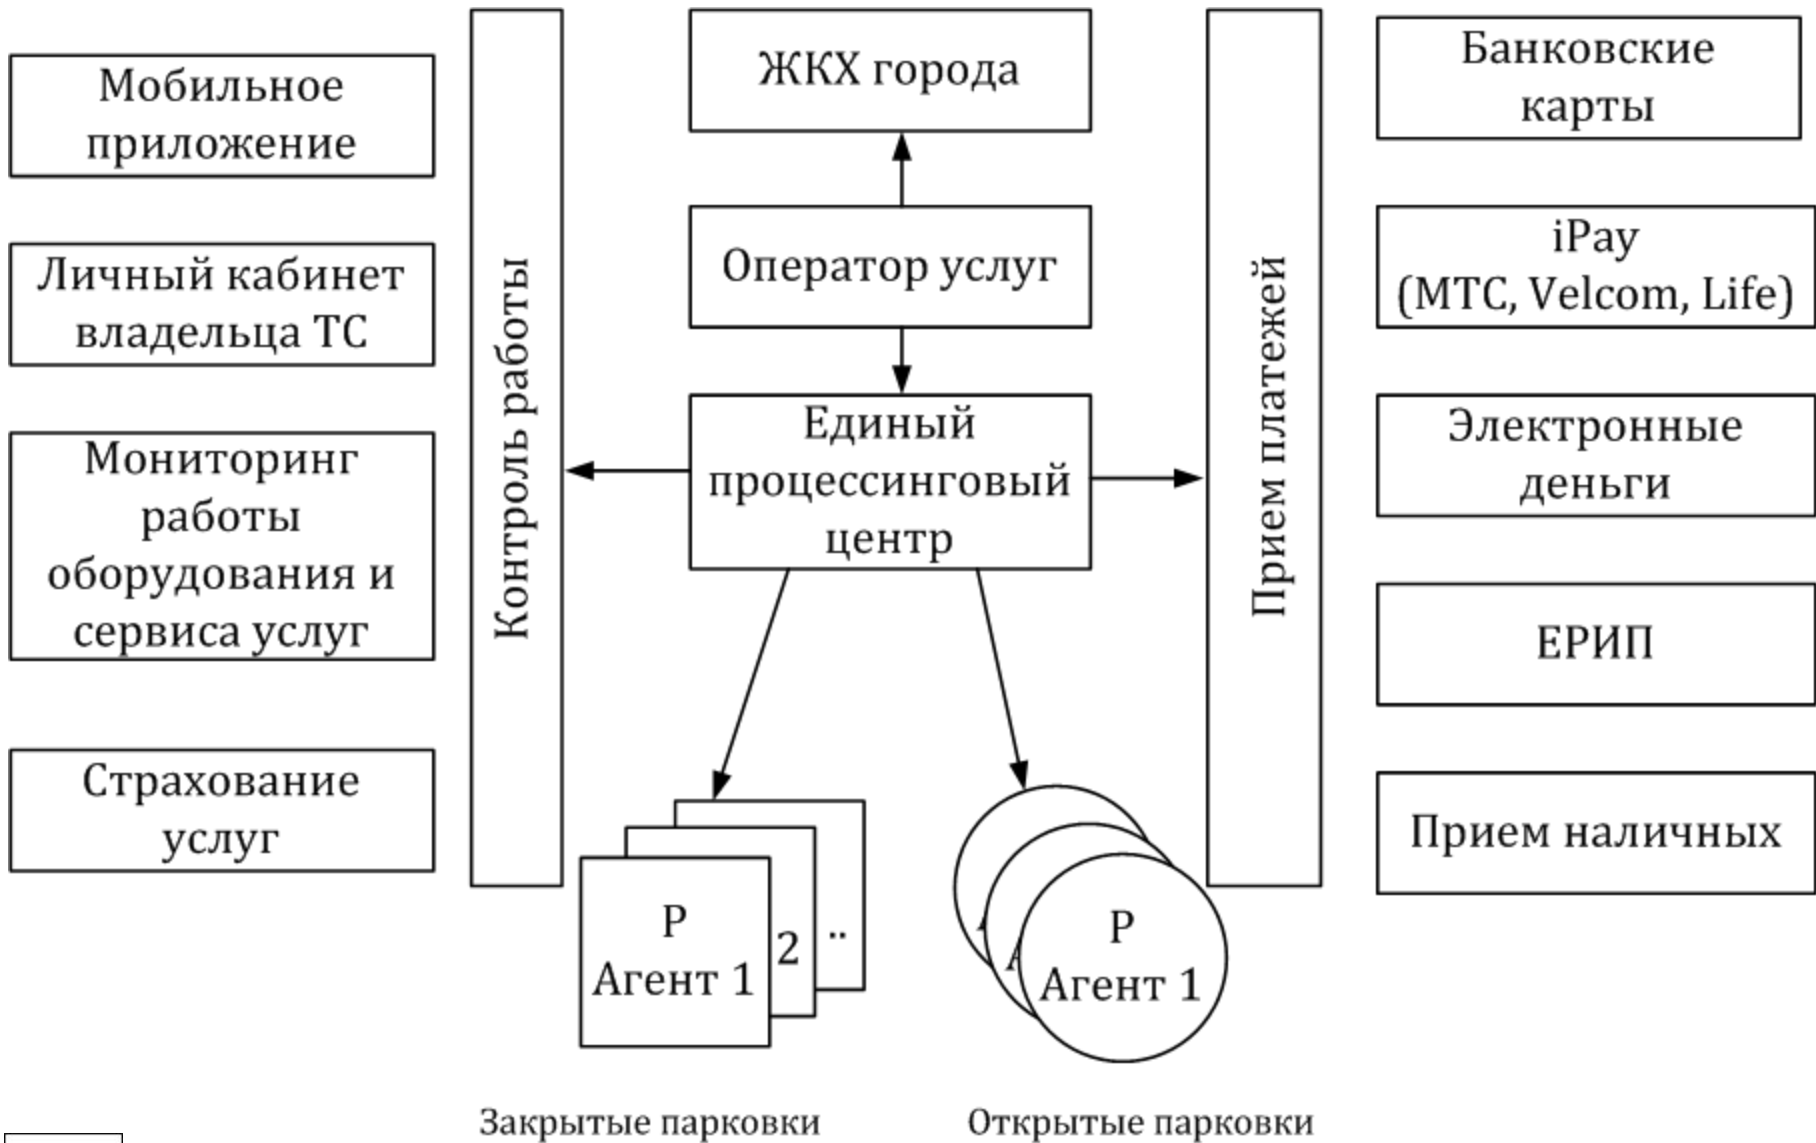 Мобильное
приложение
Личный кабинет
владельца ТС
Мониторинг
работы
оборудования и
сервиса услуг
Страхование
услуг
Контроль работы
ЖКХ города
Оператор услуг
Единый
процессинговый
центр
Р
Агент 1
2
..
Закрытые парковки
Р
Агент 1
Открытые парковки
Прием платежей
Банковские
карты
iPay
(МТС, Velcom, Life)
Электронные
деньги
ЕРИП
Прием наличных